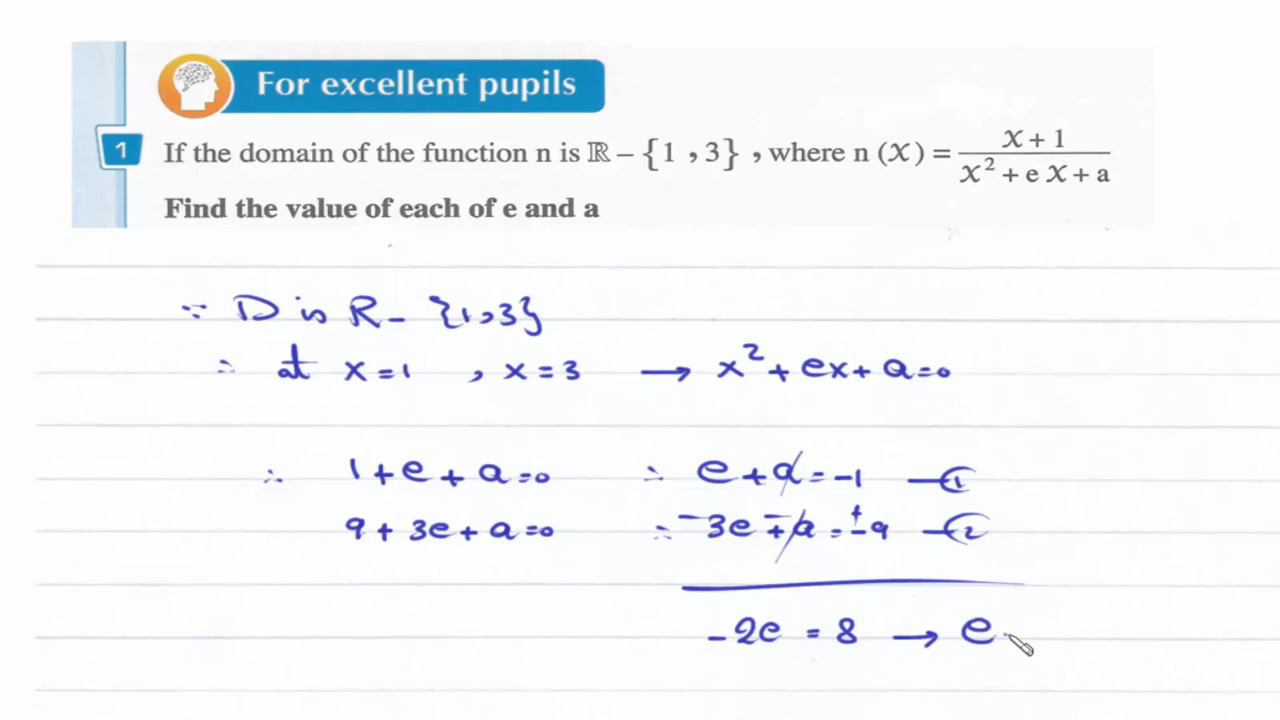 For excellent pupils
1 If the domain of the function n is ℝ – {1 , 3} , where n (X) = \frac{X + 1}{X² + e X + a}
Find the value of each of e and a
∵ D is R – {1,3}
∴ at x = 1 , x = 3 → x² + ex + a = 0
∴ 1 + e + a = 0 ∴ e + a = -1 — ①
9 + 3e + a = 0 ∴ ⁻3e ∓ a = ± 9 — ②
-2e = 8 → e